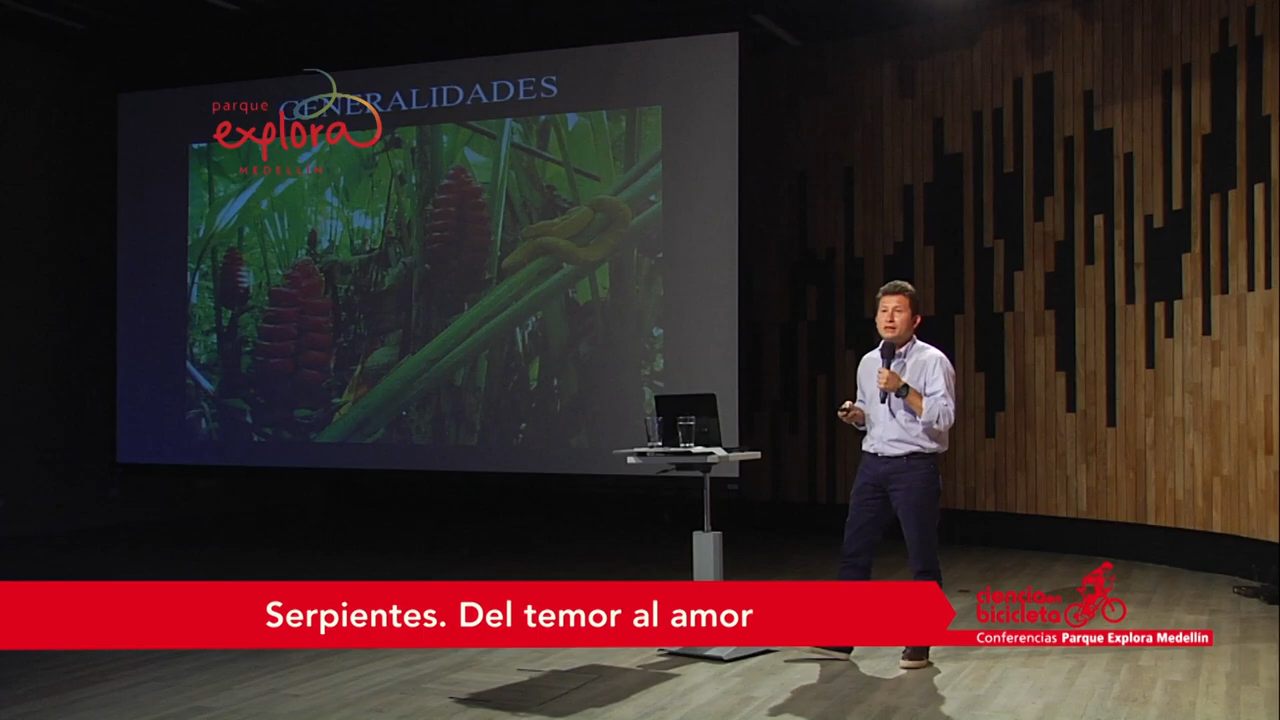 GENERALIDADES
parque
explora
MEDELLÍN
Serpientes. Del temor al amor
ciencia en
bicicleta
Conferencias Parque Explora Medellín